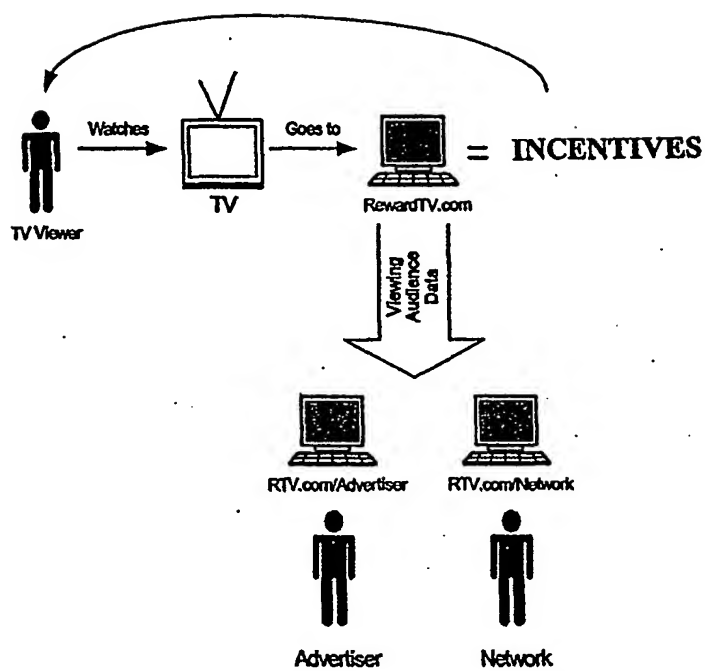 Watches
Goes to
= INCENTIVES
TV
RewardTV.com
TV Viewer
Viewing
Audience
Data
RTV.com/Advertiser
RTV.com/Network
Advertiser
Network